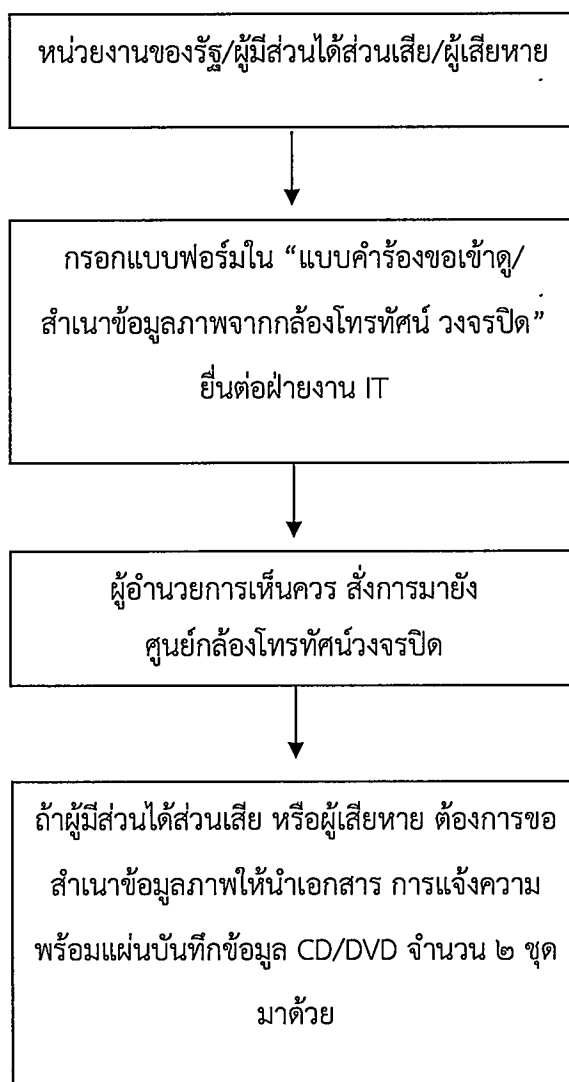 หน่วยงานของรัฐ/ผู้มีส่วนได้ส่วนเสีย/ผู้เสียหาย
กรอกแบบฟอร์มใน “แบบคำร้องขอเข้าดู/
สำเนาข้อมูลภาพจากกล้องโทรทัศน์ วงจรปิด”
ยื่นต่อฝ่ายงาน IT
ผู้อำนวยการเห็นควร สั่งการมายัง
ศูนย์กล้องโทรทัศน์วงจรปิด
ถ้าผู้มีส่วนได้ส่วนเสีย หรือผู้เสียหาย ต้องการขอ
สำเนาข้อมูลภาพให้นำเอกสาร การแจ้งความ
พร้อมแผ่นบันทึกข้อมูล CD/DVD จำนวน ๒ ชุด
มาด้วย